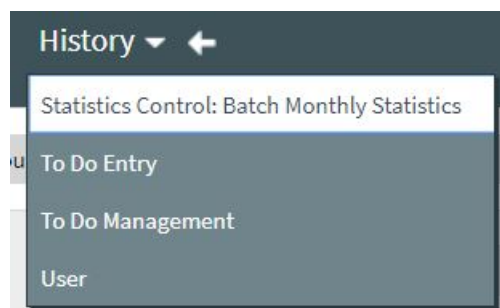 History
Statistics Control: Batch Monthly Statistics
To Do Entry
To Do Management
User